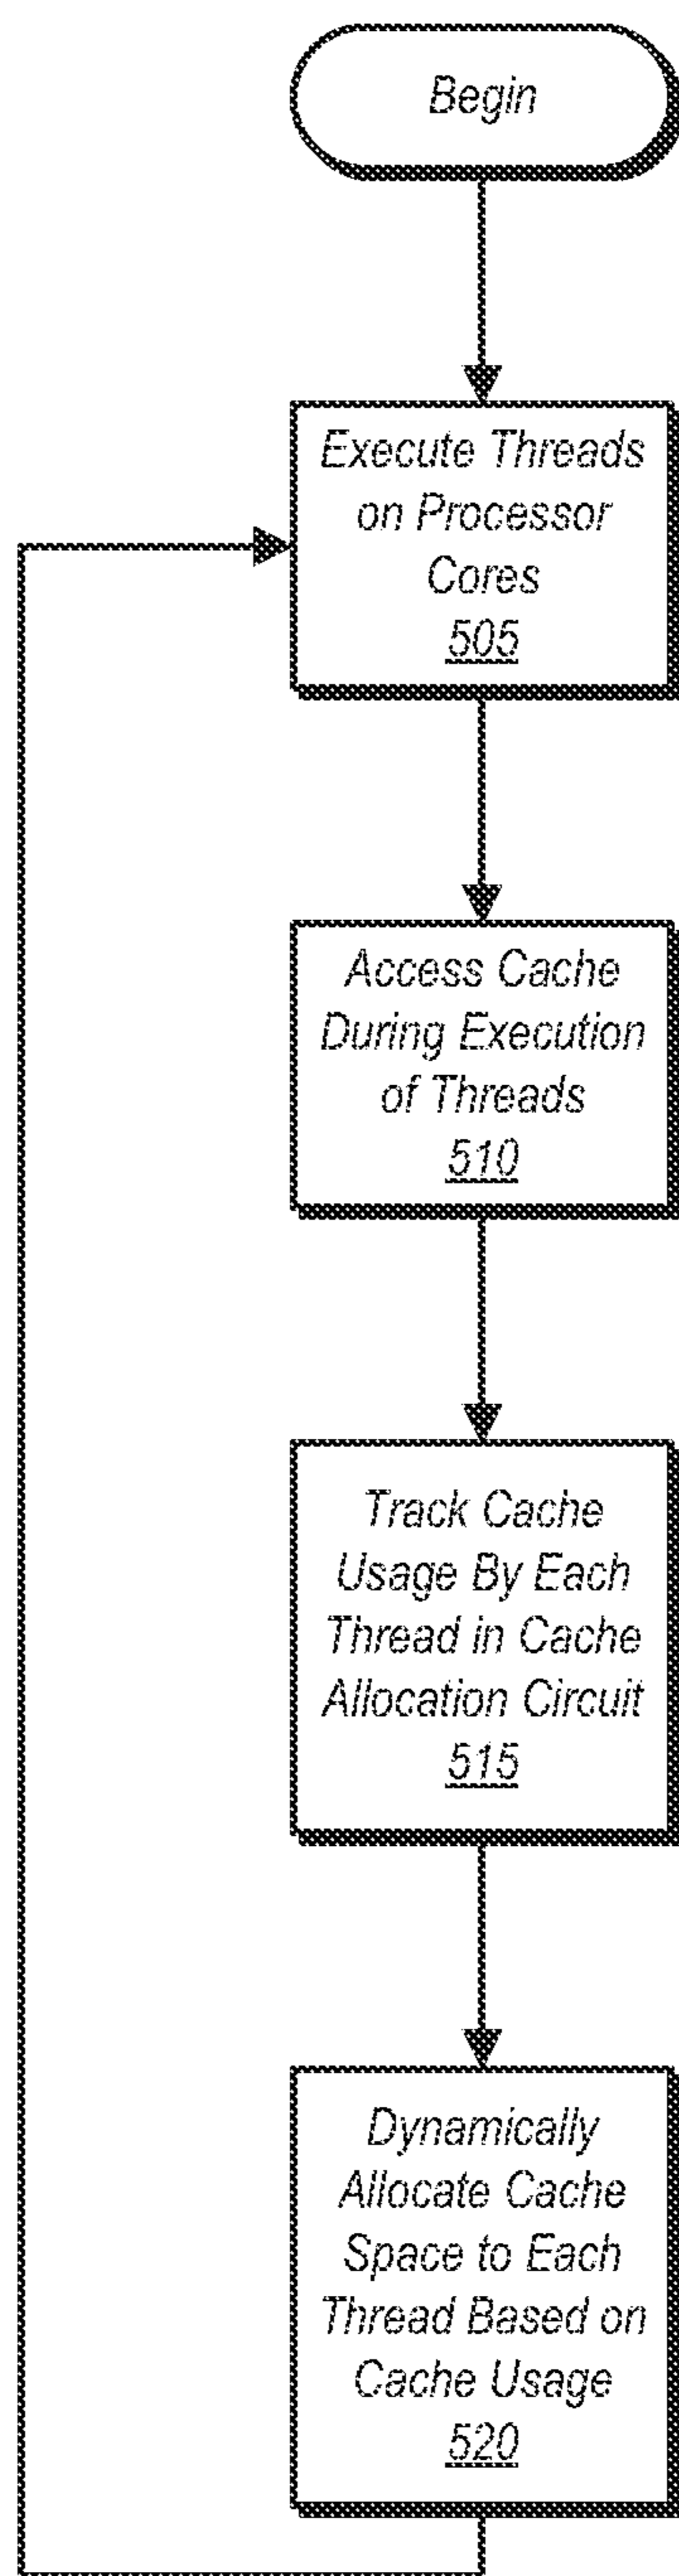 Begin
Execute Threads
on Processor
Cores
505
Access Cache
During Execution
of Threads
510
Track Cache
Usage By Each
Thread in Cache
Allocation Circuit
515
Dynamically
Allocate Cache
Space to Each
Thread Based on
Cache Usage
520